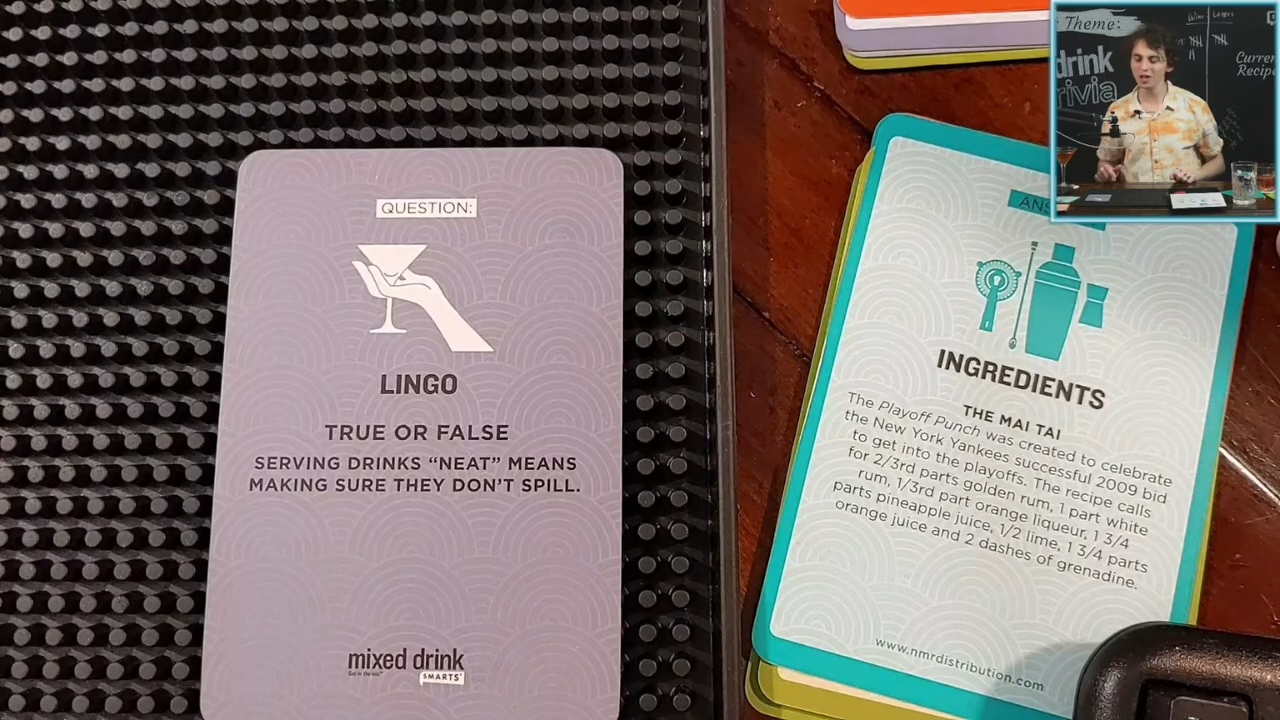 QUESTION:
LINGO
TRUE OR FALSE
SERVING DRINKS “NEAT” MEANS
MAKING SURE THEY DON’T SPILL.
mixed drink
SMARTS
INGREDIENTS
THE MAI TAI
The Playoff Punch was created to celebrate
the New York Yankees successful 2009 bid
to get into the playoffs. The recipe calls
for 2/3rd parts golden rum, 1 part white
rum, 1/3rd part orange liqueur, 1 3/4
parts pineapple juice, 1/2 lime, 1 3/4 parts
orange juice and 2 dashes of grenadine.
www.nmrdistribution.com
Theme:
drink
Wins
Losses